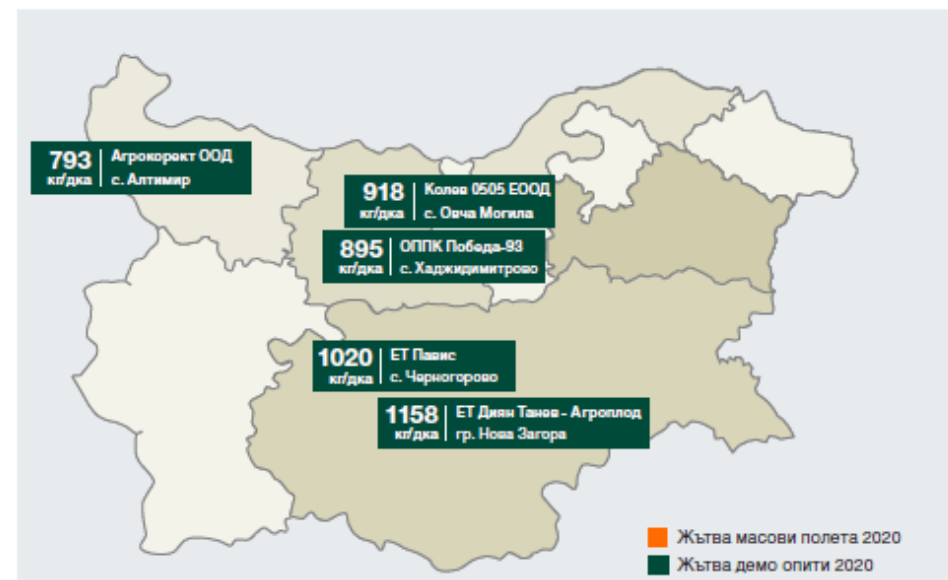 793
кг/дка
Агрокорект ООД
с. Алтимир
918
кг/дка
Колев 0505 ЕООД
с. Овча Могила
895
кг/дка
ОППК Победа-93
с. Хаджидимитрово
1020
кг/дка
ЕТ Павис
с. Черногорово
1158
кг/дка
ЕТ Диян Танев - Агроплод
гр. Нова Загора
Жътва масови полета 2020
Жътва демо опити 2020